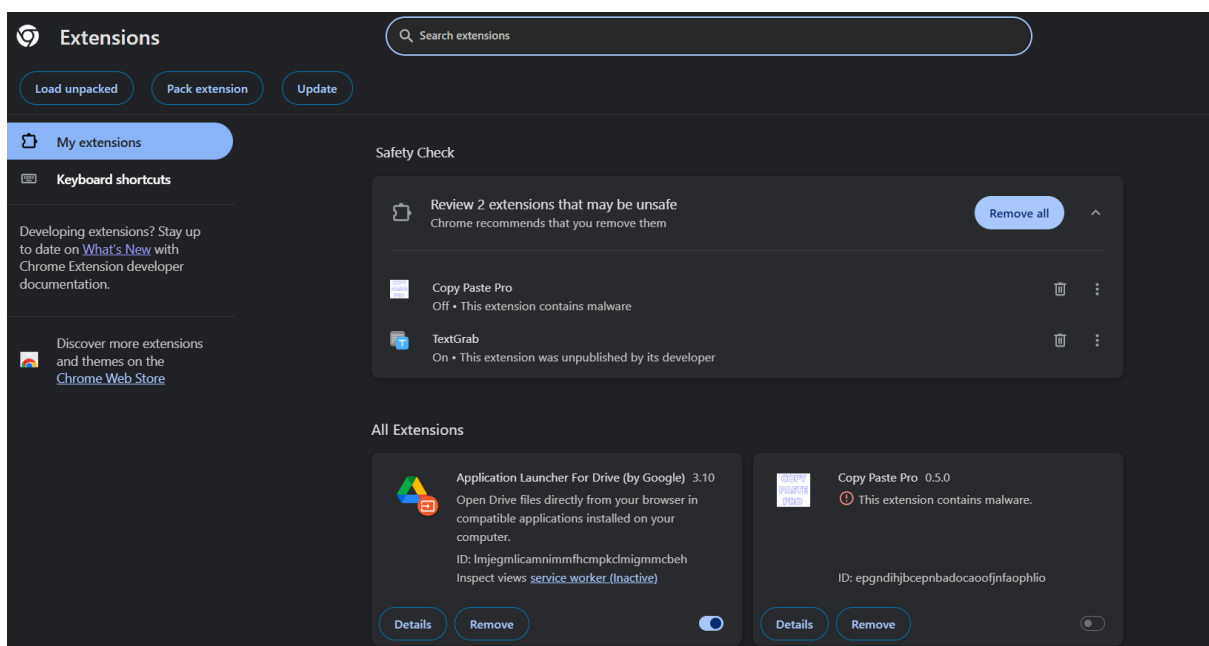 Extensions
Search extensions
Load unpacked
Pack extension
Update
My extensions
Keyboard shortcuts
Developing extensions? Stay up
to date on What's New with
Chrome Extension developer
documentation.
Discover more extensions
and themes on the
Chrome Web Store
Safety Check
Review 2 extensions that may be unsafe
Chrome recommends that you remove them
Remove all
COPY
PASTE
PRO
Copy Paste Pro
Off • This extension contains malware
T
TextGrab
On • This extension was unpublished by its developer
All Extensions
Application Launcher For Drive (by Google) 3.10
Open Drive files directly from your browser in
compatible applications installed on your
computer.
ID: lmjegmlicamnimmfhcmpkclmigmmcbeh
Inspect views service worker (Inactive)
Details
Remove
COPY
PASTE
PRO
Copy Paste Pro 0.5.0
This extension contains malware.
ID: epgndihjbcepnbadocaoofjnfaophlio
Details
Remove